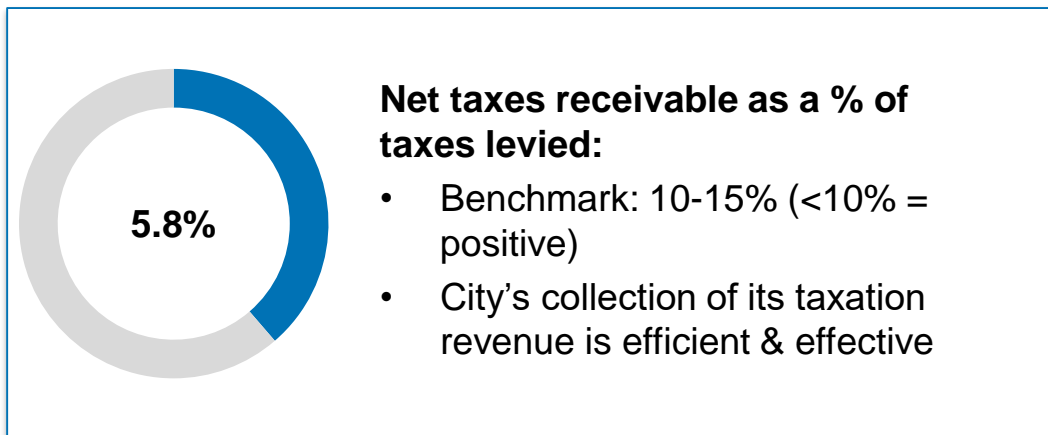 5.8%
Net taxes receivable as a % of
taxes levied:
• Benchmark: 10-15% (<10% =
positive)
• City’s collection of its taxation
revenue is efficient & effective